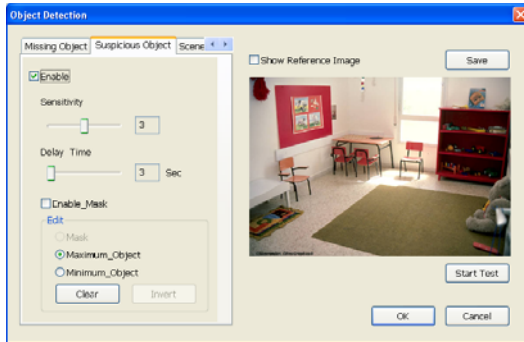 Object Detection
Missing Object
Suspicious Object
Scene
Enable
Sensitivity
3
Delay Time
3 Sec
Enable_Mask
Edit
Mask
Maximum_Object
Minimum_Object
Clear
Invert
Show Reference Image
Save
Start Test
OK
Cancel